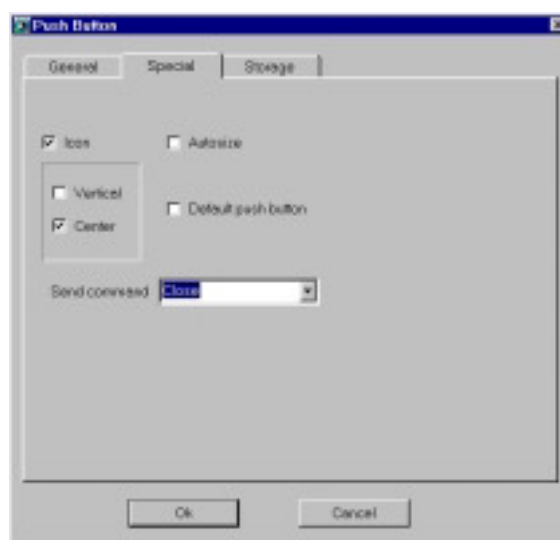 Push Button
General Special Storage
Icon Autosize
Vertical
Default push button
Center
Send command Close
Ok Cancel